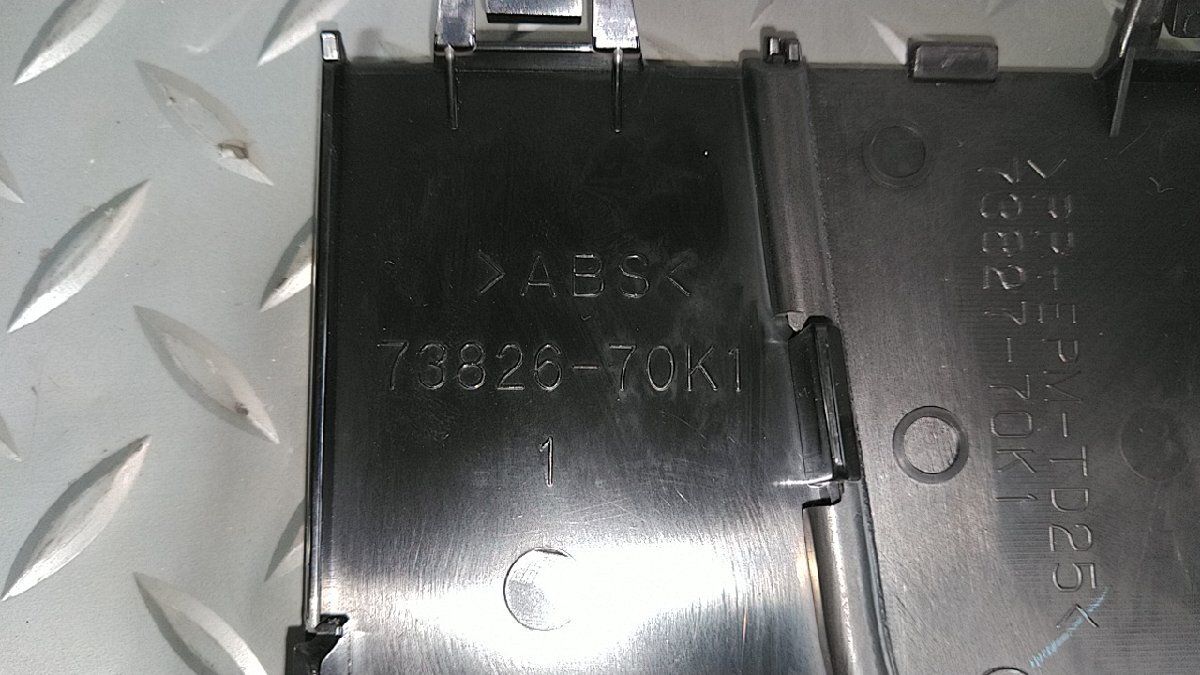 >ABS<
73826-70K1
1
>PP+EPM-TD25<
73827-70K1